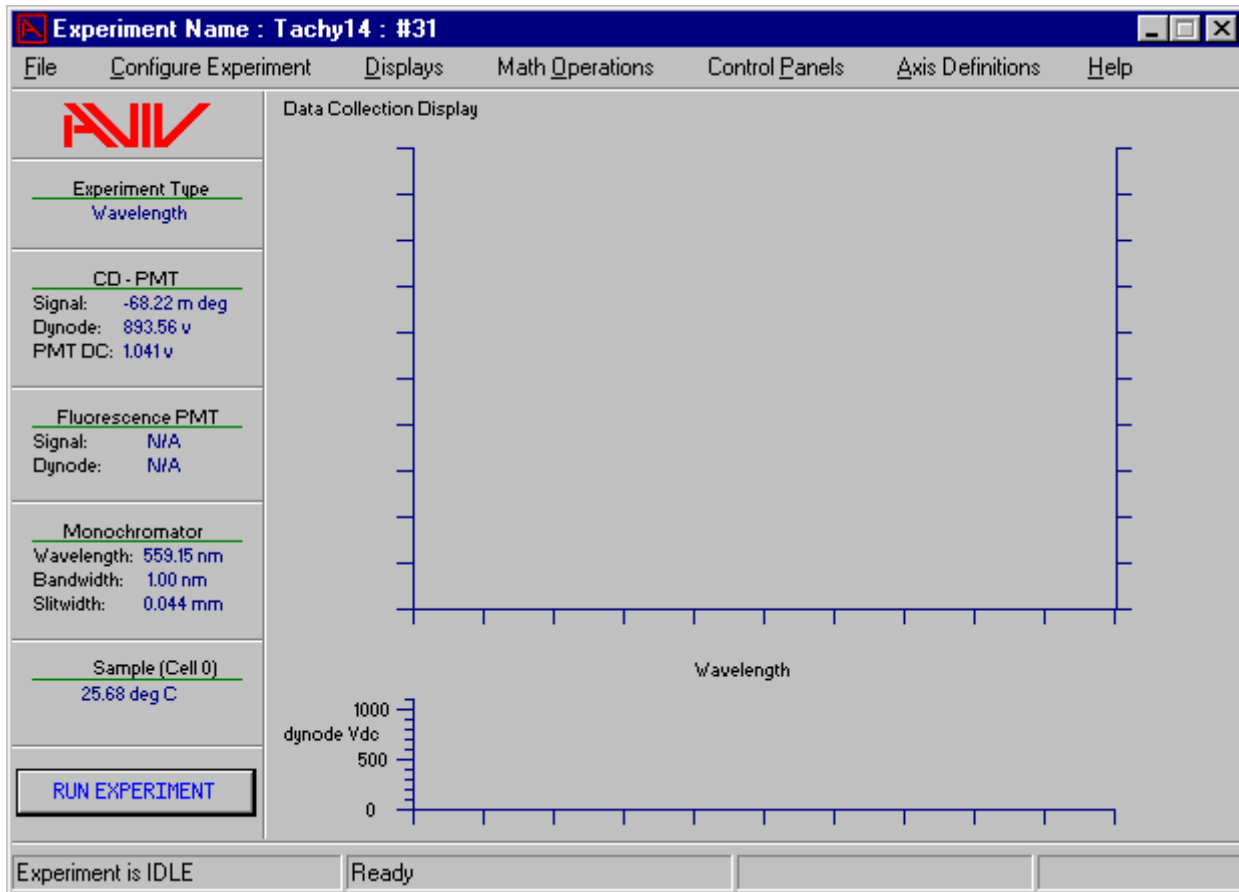 Experiment Name : Tachy14 : #31
File Configure Experiment Displays Math Operations Control Panels Axis Definitions Help
AVIV
Data Collection Display
Experiment Type
Wavelength
CD - PMT
Signal: -68.22 m deg
Dynode: 893.56 v
PMT DC: 1.041 v
Fluorescence PMT
Signal: N/A
Dynode: N/A
Monochromator
Wavelength: 559.15 nm
Bandwidth: 1.00 nm
Slitwidth: 0.044 mm
Sample (Cell 0)
25.68 deg C
RUN EXPERIMENT
Wavelength
1000
dynode Vdc
500
0
Experiment is IDLE
Ready